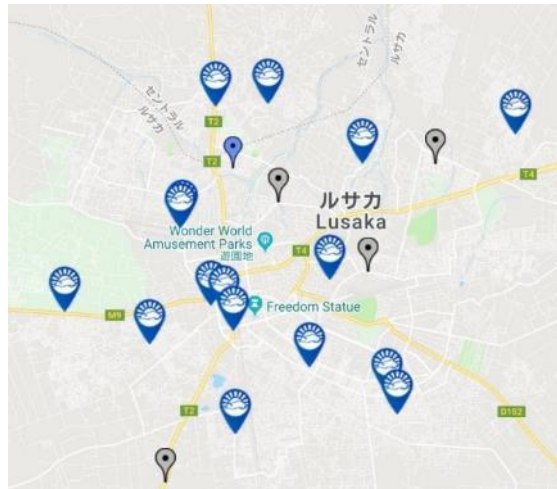 セントラル
ルサカ
セントラル
ルサカ
T2
T2
T4
ルサカ
Lusaka
Wonder World
Amusement Parks
遊園地
T4
M9
Freedom Statue
T2
D152